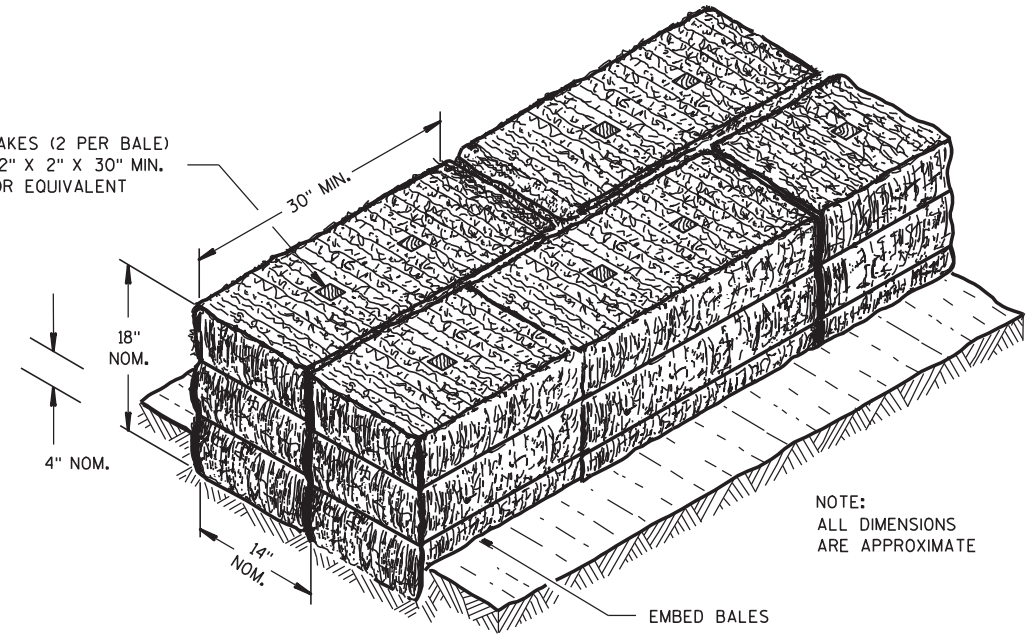 AKES (2 PER BALE)
2" X 2" X 30" MIN.
OR EQUIVALENT
30" MIN.
18"
NOM.
4" NOM.
14"
NOM.
NOTE:
ALL DIMENSIONS
ARE APPROXIMATE
EMBED BALES